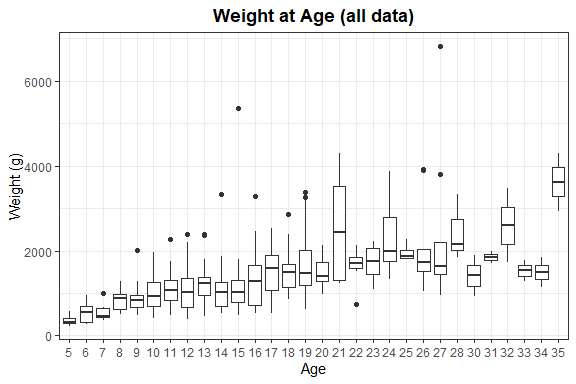 Weight at Age (all data)
6000
4000
2000
0
Weight (g)
5 6 7 8 9 10 11 12 13 14 15 16 17 18 19 20 21 22 23 24 25 26 27 28 30 31 32 33 34 35
Age